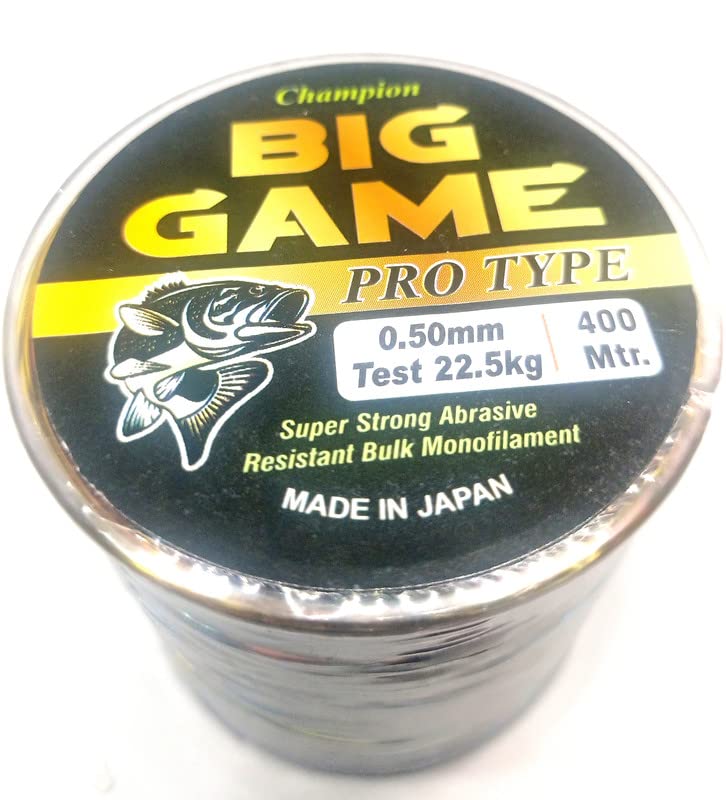 Champion
BIG
GAME
PRO TYPE
0.50mm
Test 22.5kg
400
Mtr.
Super Strong Abrasive
Resistant Bulk Monofilament
MADE IN JAPAN